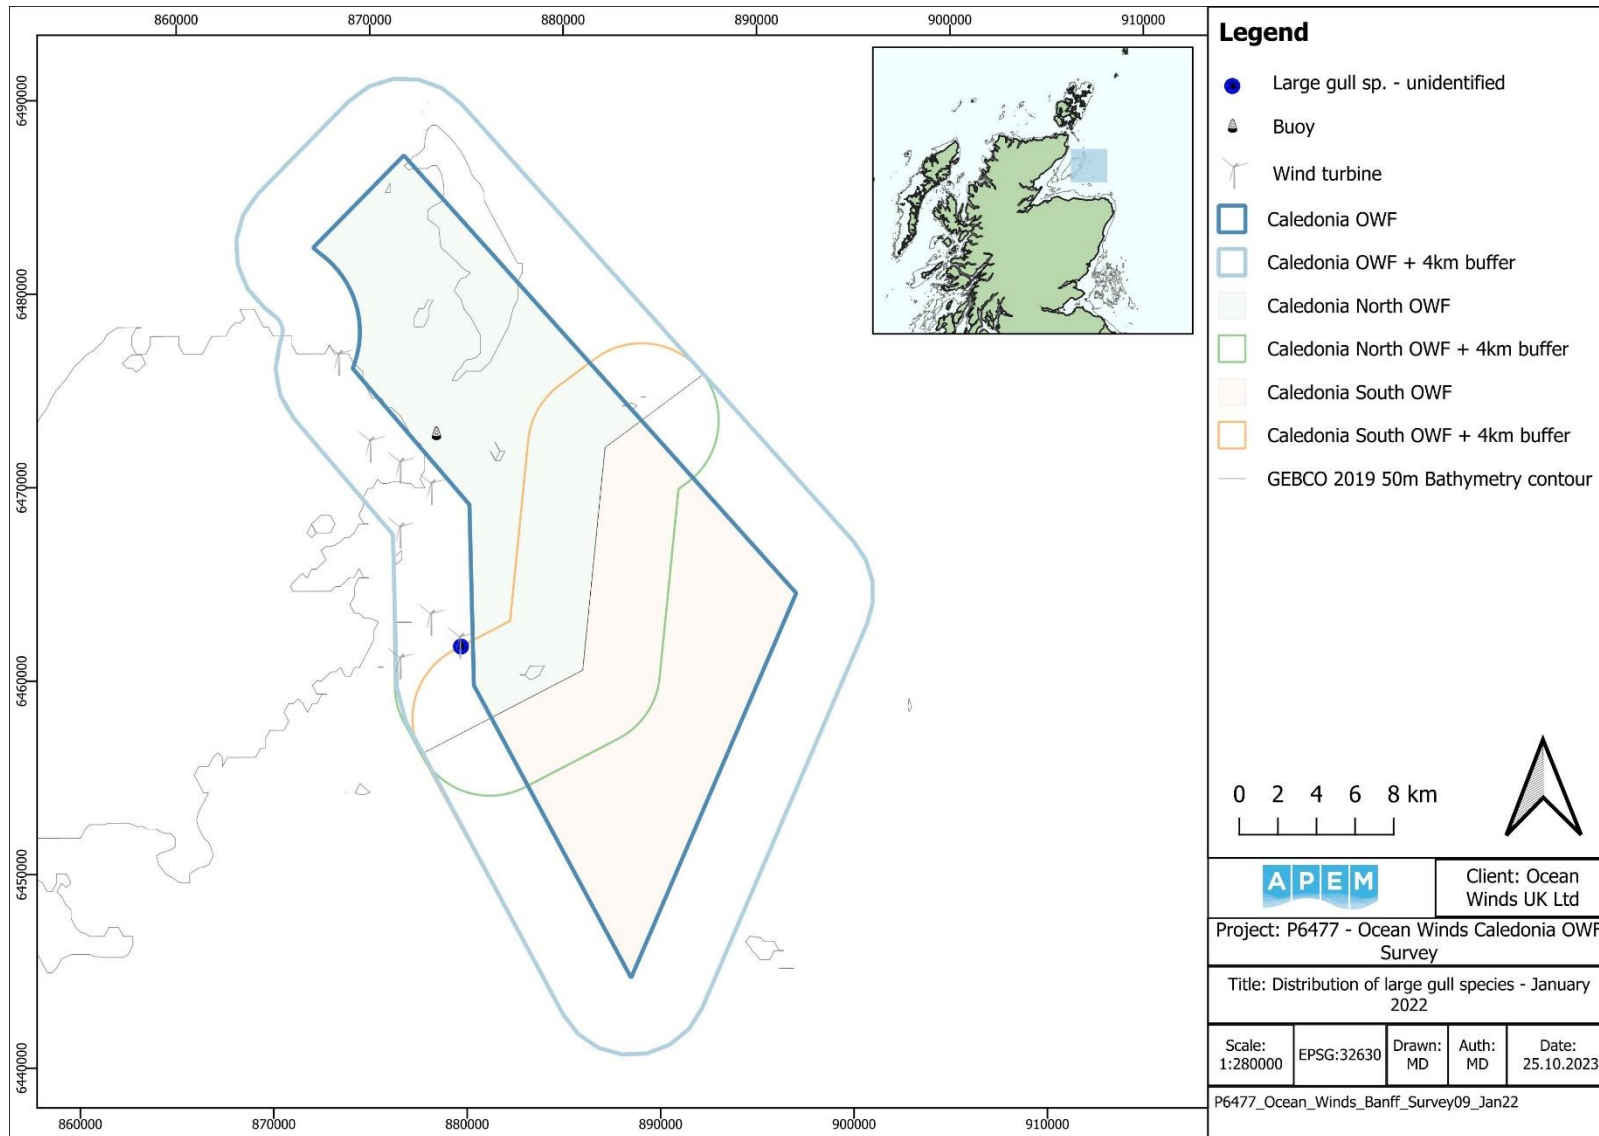 860000 870000 880000 890000 900000 910000
6490000
6480000
6470000
6460000
6450000
6440000
860000 870000 880000 890000 900000 910000
Legend
Large gull sp. - unidentified
Buoy
Wind turbine
Caledonia OWF
Caledonia OWF + 4km buffer
Caledonia North OWF
Caledonia North OWF + 4km buffer
Caledonia South OWF
Caledonia South OWF + 4km buffer
GEBCO 2019 50m Bathymetry contour
0 2 4 6 8 km
APEM
Client: Ocean
Winds UK Ltd
Project: P6477 - Ocean Winds Caledonia OWF
Survey
Title: Distribution of large gull species - January
2022
Scale:
1:280000
EPSG:32630
Drawn:
MD
Auth:
MD
Date:
25.10.2023
P6477_Ocean_Winds_Banff_Survey09_Jan22